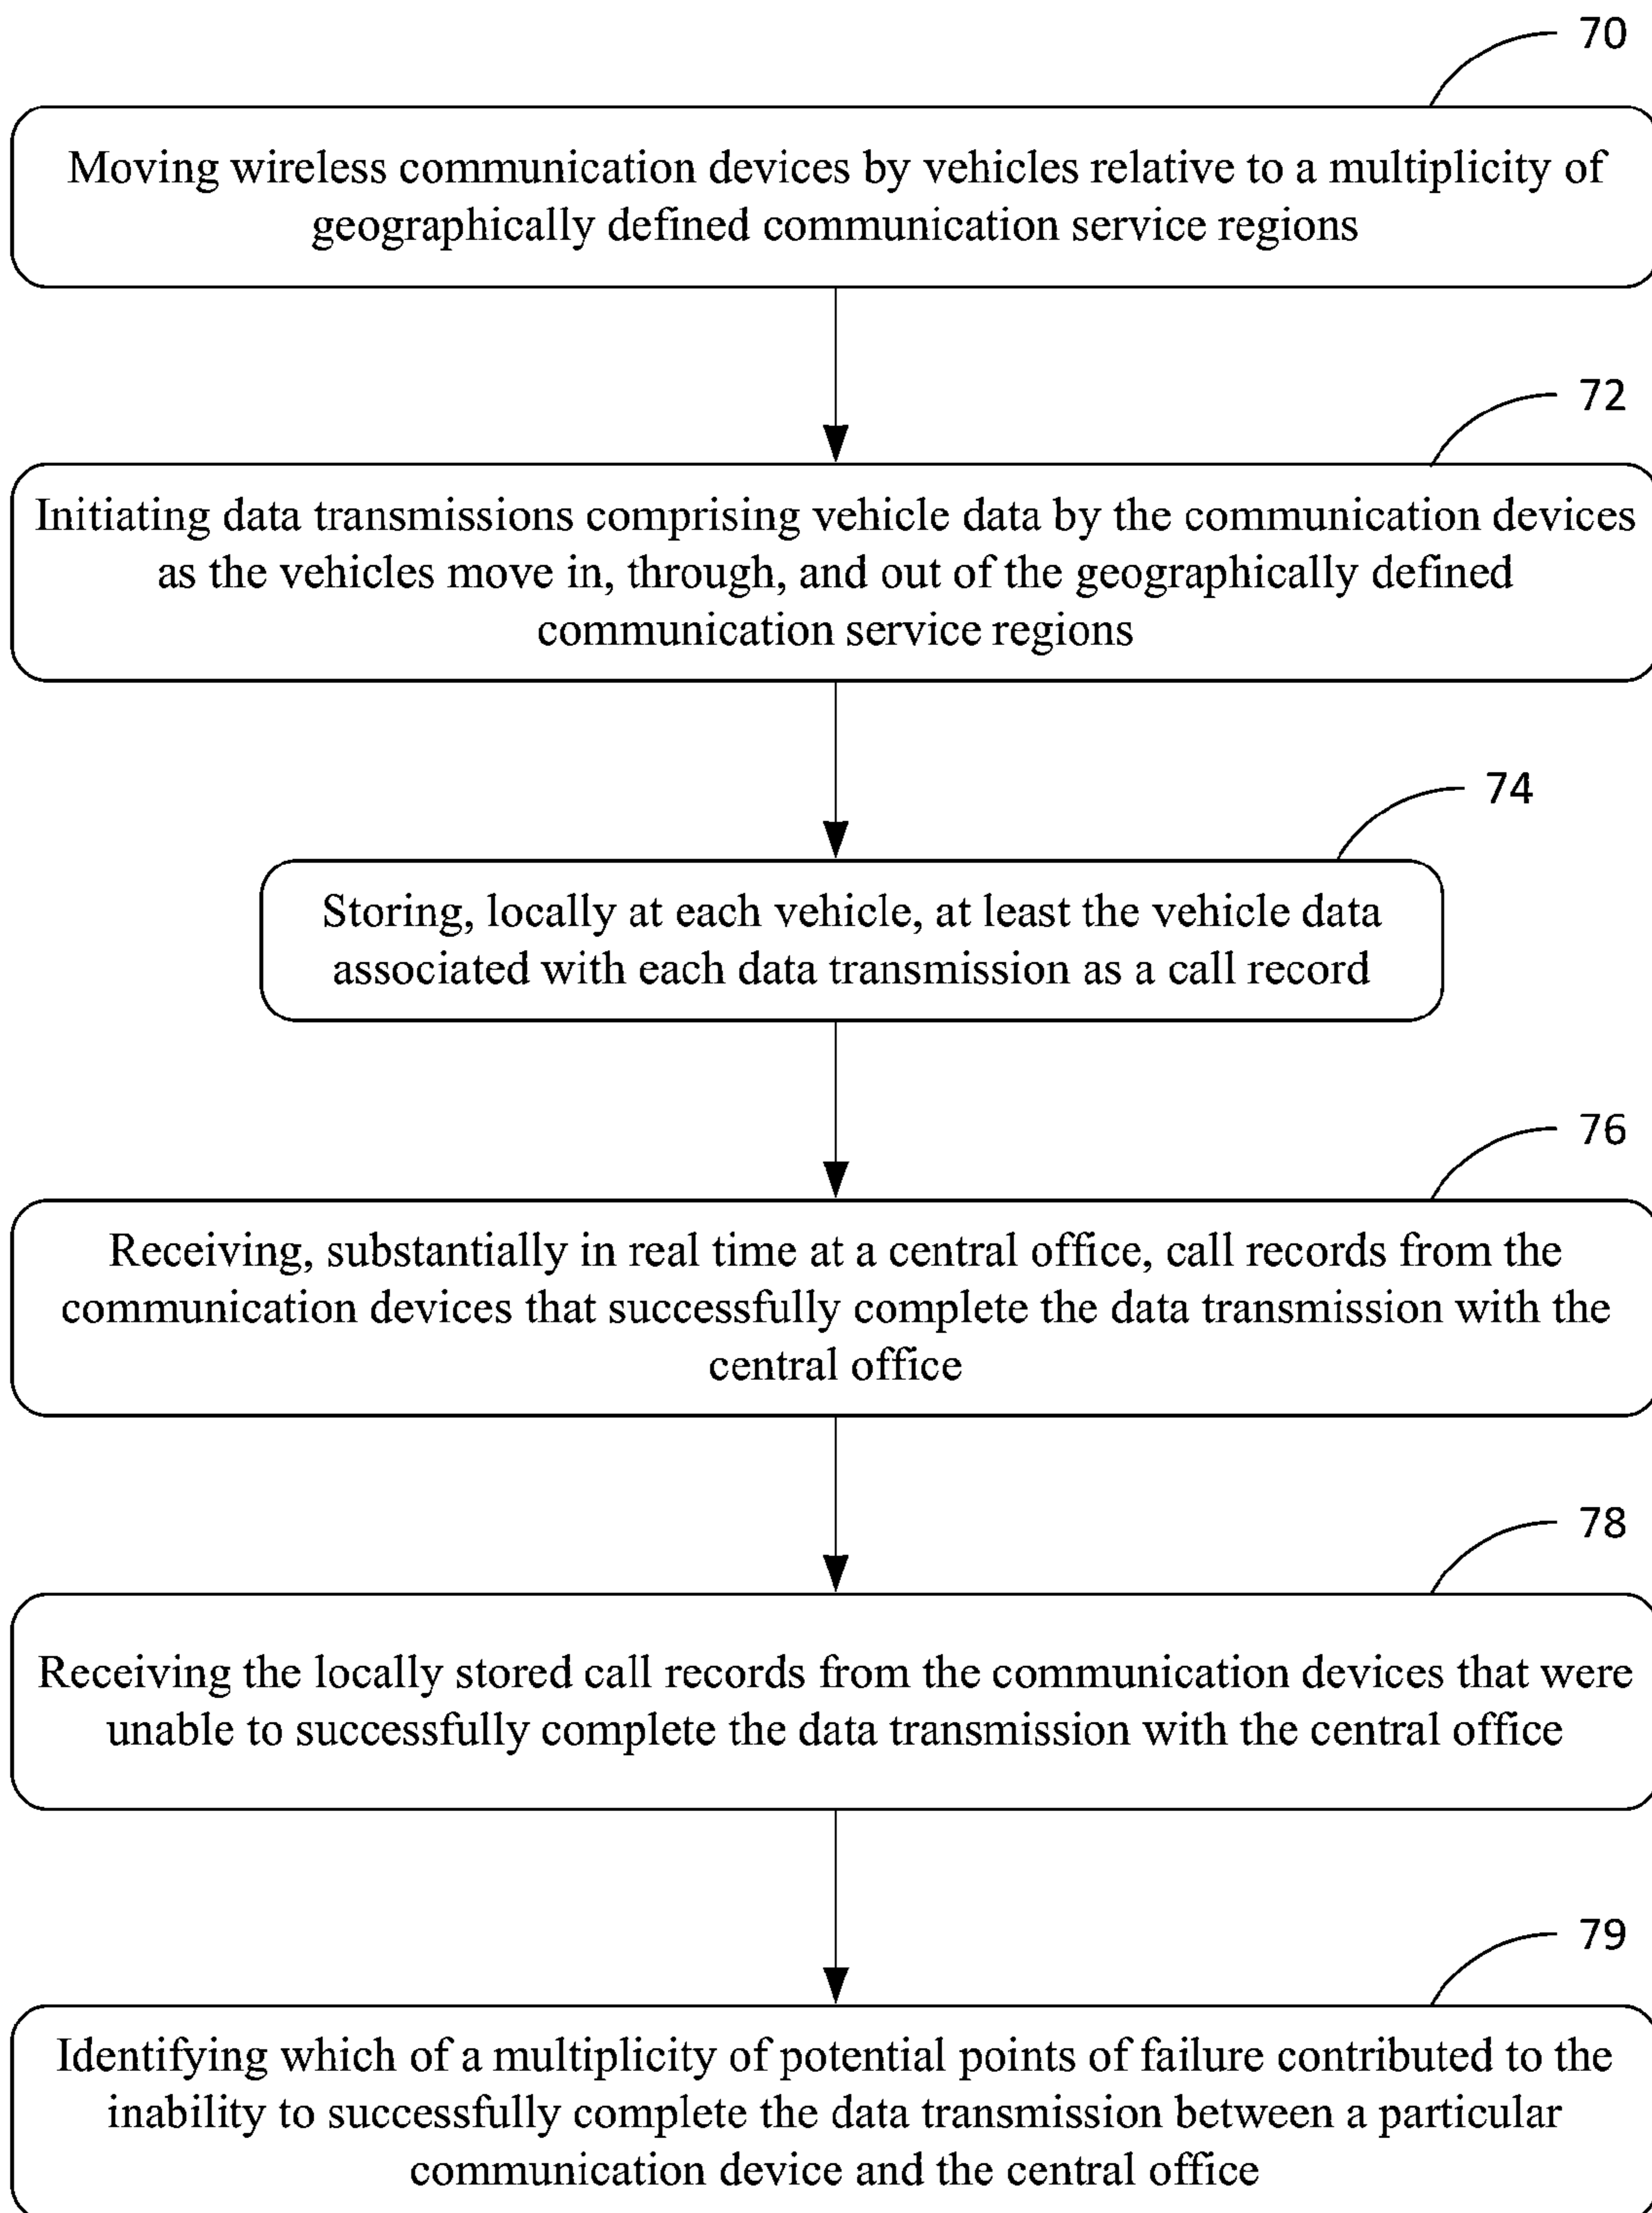 70
Moving wireless communication devices by vehicles relative to a multiplicity of
geographically defined communication service regions
72
Initiating data transmissions comprising vehicle data by the communication devices
as the vehicles move in, through, and out of the geographically defined
communication service regions
74
Storing, locally at each vehicle, at least the vehicle data
associated with each data transmission as a call record
76
Receiving, substantially in real time at a central office, call records from the
communication devices that successfully complete the data transmission with the
central office
78
Receiving the locally stored call records from the communication devices that were
unable to successfully complete the data transmission with the central office
79
Identifying which of a multiplicity of potential points of failure contributed to the
inability to successfully complete the data transmission between a particular
communication device and the central office